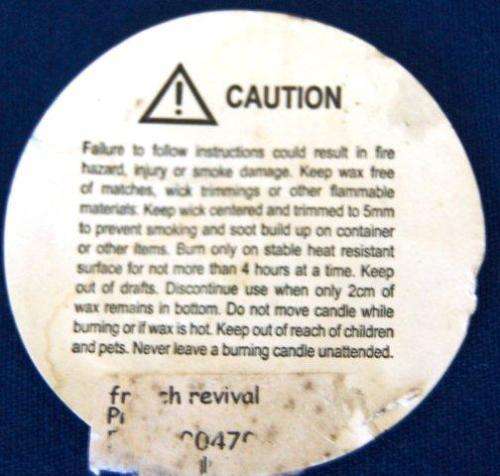 CAUTION
Failure to follow instructions could result in fire
hazard, injury or smoke damage. Keep wax free
of matches, wick trimmings or other flammable
materials. Keep wick centered and trimmed to 5mm
to prevent smoking and soot build up on container
or other items. Burn only on stable heat resistant
surface for not more than 4 hours at a time. Keep
out of drafts. Discontinue use when only 2cm of
wax remains in bottom. Do not move candle while
burning or if wax is hot. Keep out of reach of children
and pets. Never leave a burning candle unattended.
revival